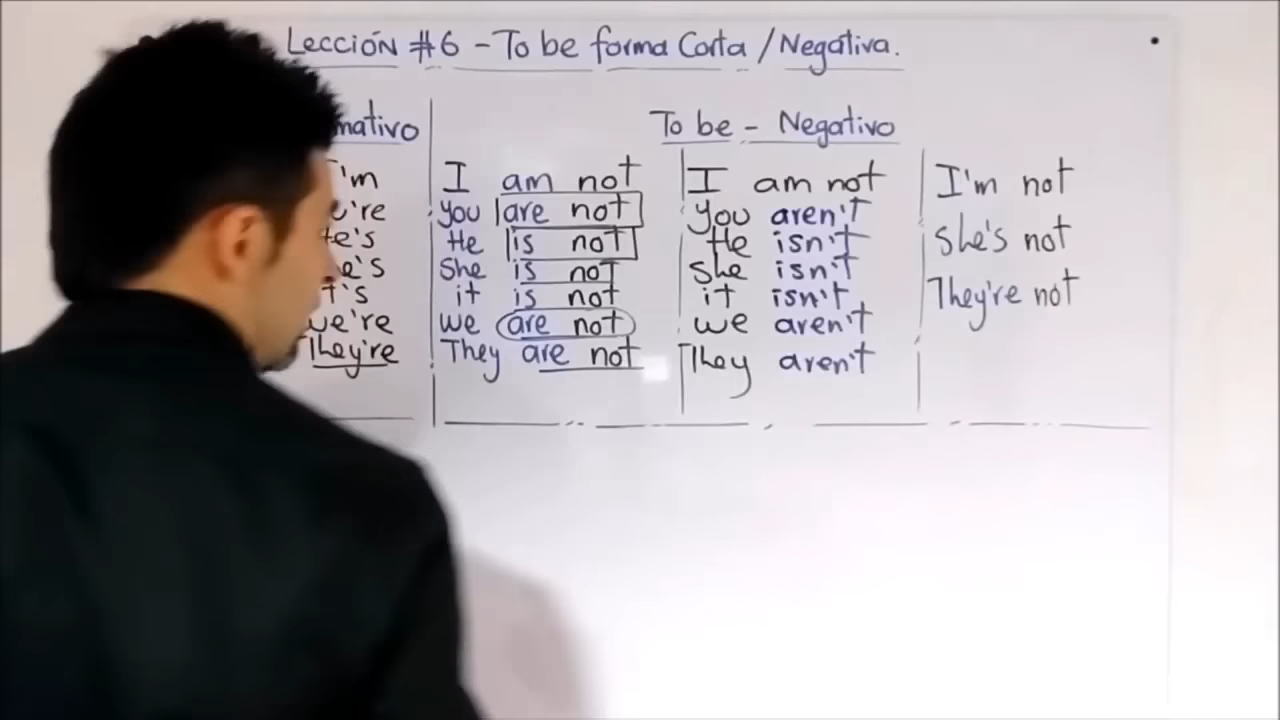 Lección #6 - To be forma Corta / Negativa.
To be - Negativo
I am not
you are not
He is not
She is not
it is not
we are not
They are not
I am not
you aren't
He isn't
She isn't
it isn't
we aren't
They aren't
I'm not
She's not
They're not
we're
They're